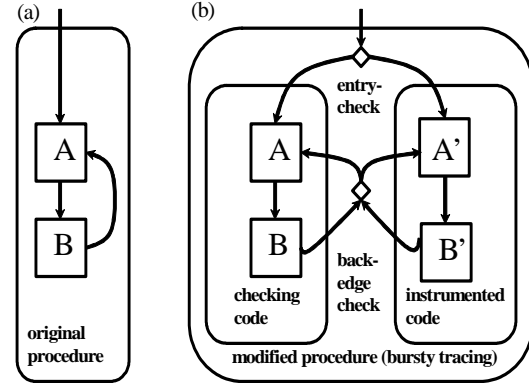 (a)
A
B
original
procedure
(b)
entry-
check
A
A'
B
B'
back-
edge
check
checking
code
instrumented
code
modified procedure (bursty tracing)